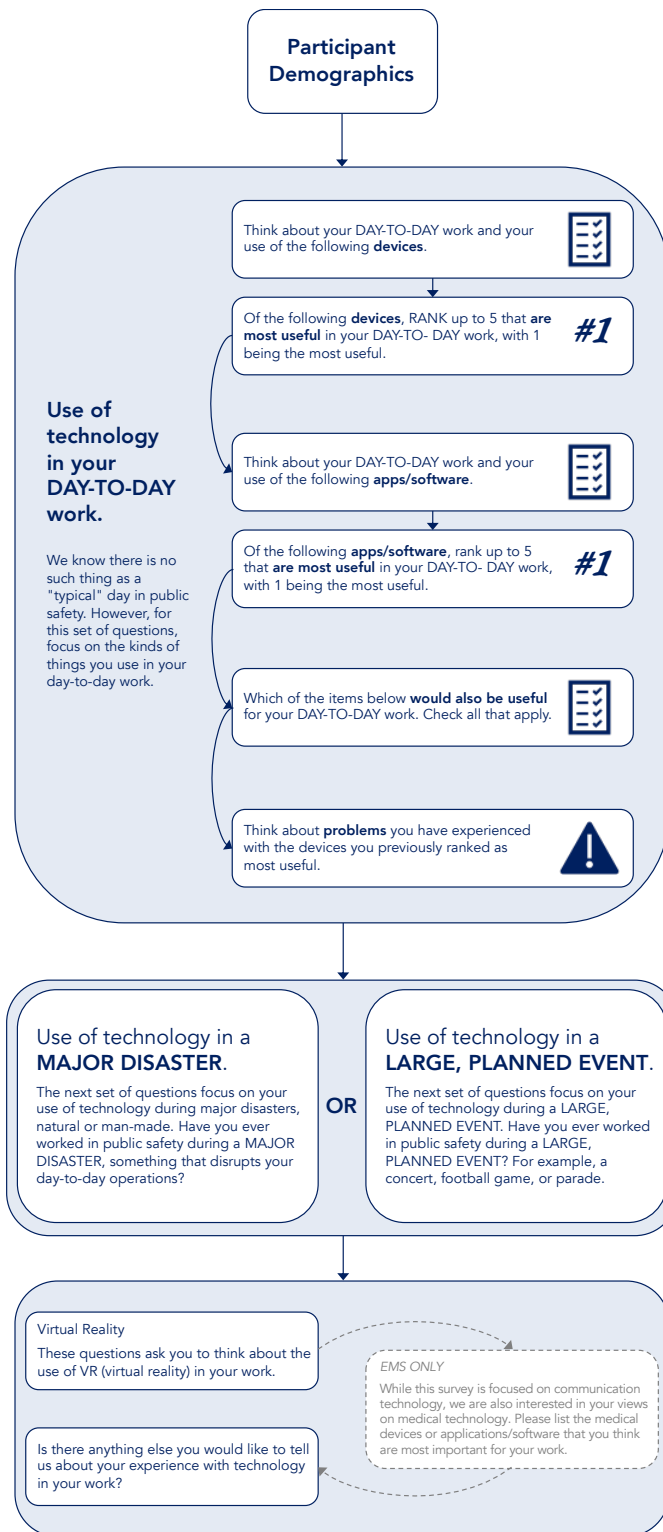 Participant
Demographics
Think about your DAY-TO-DAY work and your
use of the following devices.
Of the following devices, RANK up to 5 that are
most useful in your DAY-TO- DAY work, with 1
being the most useful.
#1
Use of
technology
in your
DAY-TO-DAY
work.
We know there is no
such thing as a
"typical" day in public
safety. However, for
this set of questions,
focus on the kinds of
things you use in your
day-to-day work.
Think about your DAY-TO-DAY work and your
use of the following apps/software.
Of the following apps/software, rank up to 5
that are most useful in your DAY-TO- DAY work,
with 1 being the most useful.
#1
Which of the items below would also be useful
for your DAY-TO-DAY work. Check all that apply.
Think about problems you have experienced
with the devices you previously ranked as
most useful.
Use of technology in a
MAJOR DISASTER.
The next set of questions focus on your
use of technology during major disasters,
natural or man-made. Have you ever
worked in public safety during a MAJOR
DISASTER, something that disrupts your
day-to-day operations?
OR
Use of technology in a
LARGE, PLANNED EVENT.
The next set of questions focus on your
use of technology during a LARGE,
PLANNED EVENT. Have you ever worked
in public safety during a LARGE,
PLANNED EVENT? For example, a
concert, football game, or parade.
Virtual Reality
These questions ask you to think about the
use of VR (virtual reality) in your work.
EMS ONLY
While this survey is focused on communication
technology, we are also interested in your views
on medical technology. Please list the medical
devices or applications/software that you think
are most important for your work.
Is there anything else you would like to tell
us about your experience with technology
in your work?